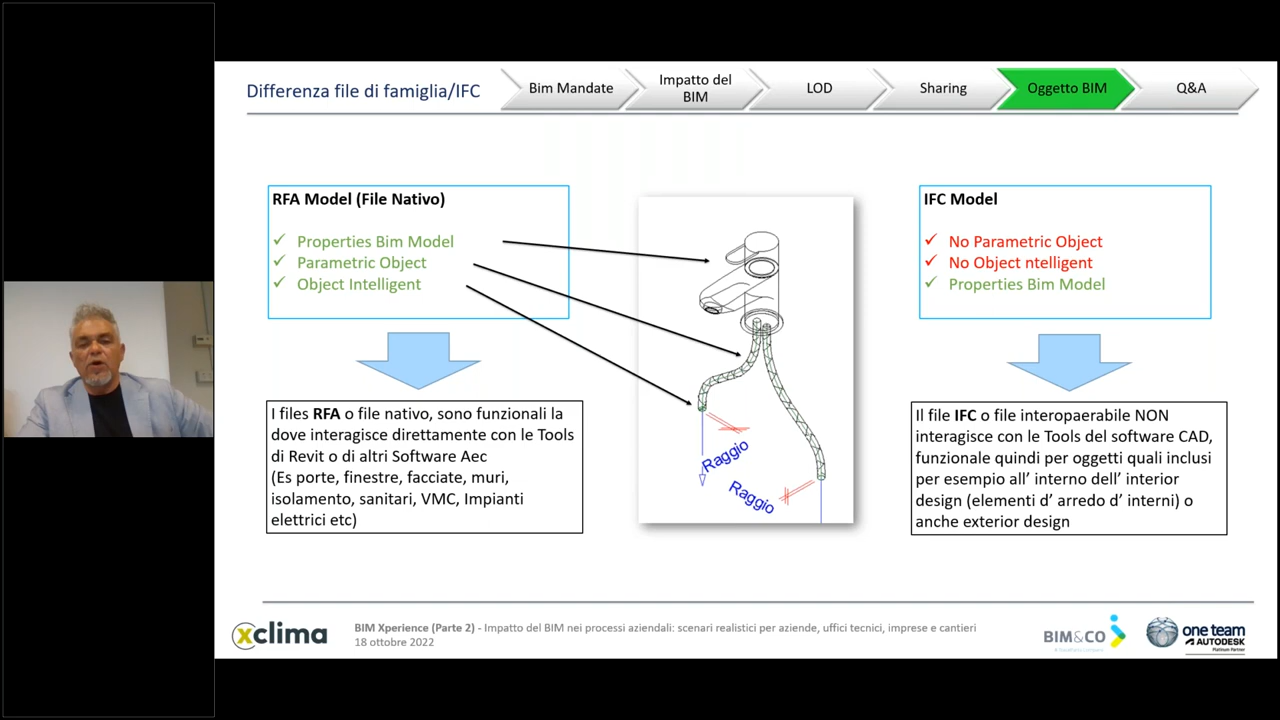 Differenza file di famiglia/IFC
Bim Mandate
Impatto del
BIM
LOD
Sharing
Oggetto BIM
Q&A
RFA Model (File Nativo)
✓ Properties Bim Model
✓ Parametric Object
✓ Object Intelligent
I files RFA o file nativo, sono funzionali la
dove interagisce direttamente con le Tools
di Revit o di altri Software Aec
(Es porte, finestre, facciate, muri,
isolamento, sanitari, VMC, Impianti
elettrici etc)
Raggio
Raggio
IFC Model
✓ No Parametric Object
✓ No Object ntelligent
✓ Properties Bim Model
Il file IFC o file interopaerabile NON
interagisce con le Tools del software CAD,
funzionale quindi per oggetti quali inclusi
per esempio all’ interno dell’ interior
design (elementi d’ arredo d’ interni) o
anche exterior design
xclima
BIM Xperience (Parte 2) - Impatto del BIM nei processi aziendali: scenari realistici per aziende, uffici tecnici, imprese e cantieri
18 ottobre 2022
BIM&CO
one team
AUTODESK
Platinum Partner